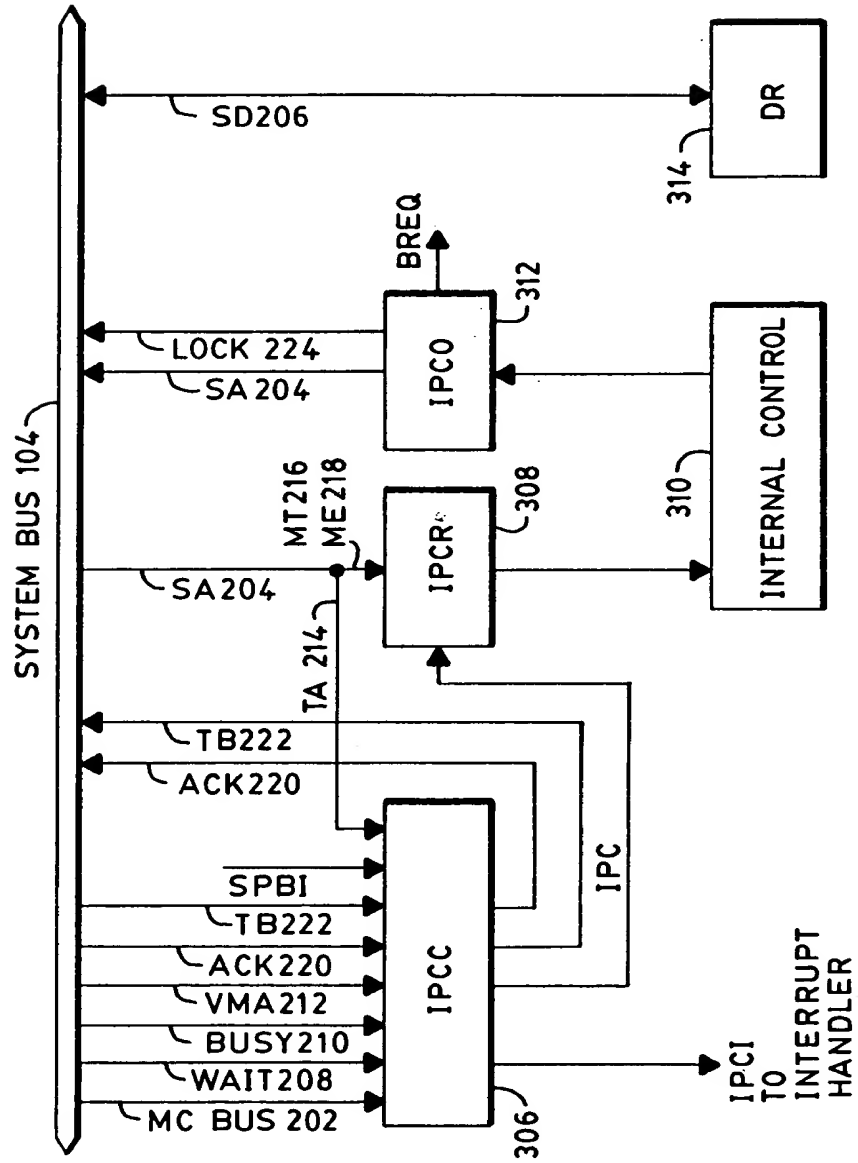 SYSTEM BUS 104
SD206
LOCK 224
SA204
SA204
TB222
ACK220
SPBI
TB222
ACK220
VMA212
BUSY210
WAIT208
MC BUS 202
TA 214
MT216
ME218
BREQ
IPCC
306
IPCR
308
IPCO
312
DR
314
IPC
INTERNAL CONTROL
310
IPCI
TO
INTERRUPT
HANDLER